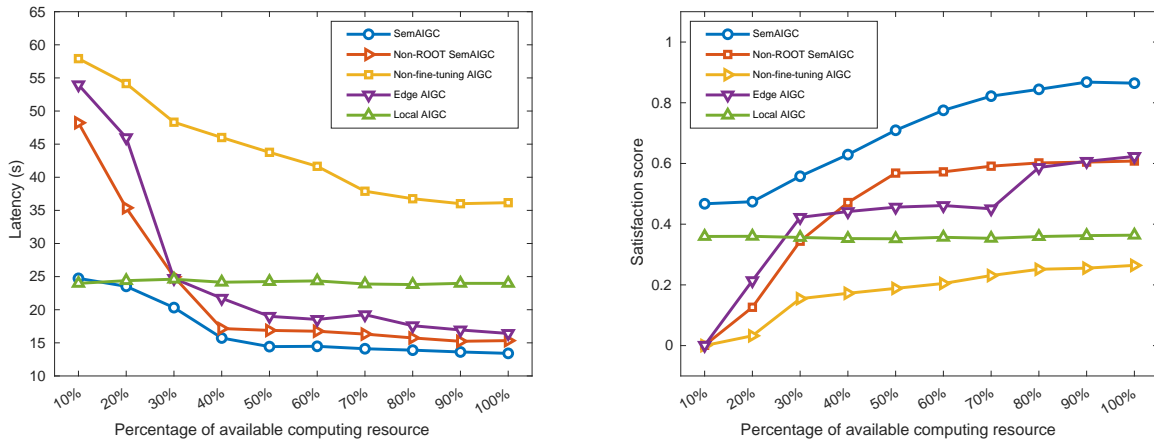 65
60
55
50
45
40
35
30
25
20
15
10
Latency (s)
SemAIGC
Non-ROOT SemAIGC
Non-fine-tuning AIGC
Edge AIGC
Local AIGC
10%
20%
30%
40%
50%
60%
70%
80%
90%
100%
Percentage of available computing resource
1
0.8
0.6
0.4
0.2
0
Satisfaction score
SemAIGC
Non-ROOT SemAIGC
Non-fine-tuning AIGC
Edge AIGC
Local AIGC
10%
20%
30%
40%
50%
60%
70%
80%
90%
100%
Percentage of available computing resource